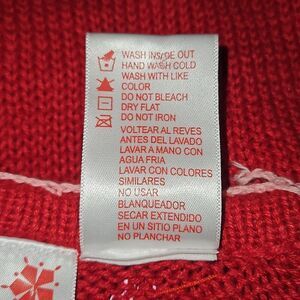 WASH INSIDE OUT
HAND WASH COLD
WASH WITH LIKE
COLOR
DO NOT BLEACH
DRY FLAT
DO NOT IRON
VOLTEAR AL REVES
ANTES DEL LAVADO
LAVAR A MANO CON
AGUA FRIA
LAVAR CON COLORES
SIMILARES
NO USAR
BLANQUEADOR
SECAR EXTENDIDO
EN UN SITIO PLANO
NO PLANCHAR